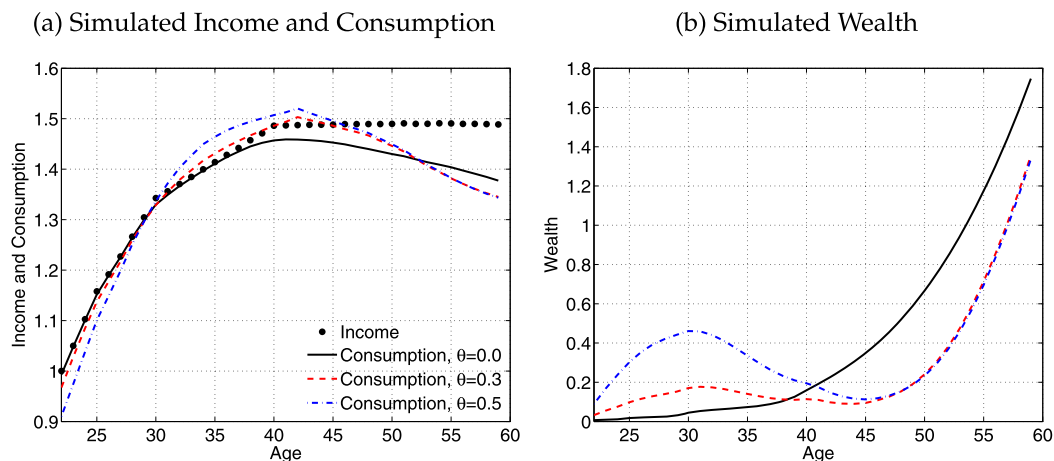 (a) Simulated Income and Consumption
1.6
1.5
1.4
1.3
1.2
1.1
1
0.9
Income and Consumption
Income
Consumption, θ=0.0
Consumption, θ=0.3
Consumption, θ=0.5
25 30 35 40 45 50 55 60
Age
(b) Simulated Wealth
1.8
1.6
1.4
1.2
1
0.8
0.6
0.4
0.2
0
Wealth
25 30 35 40 45 50 55 60
Age